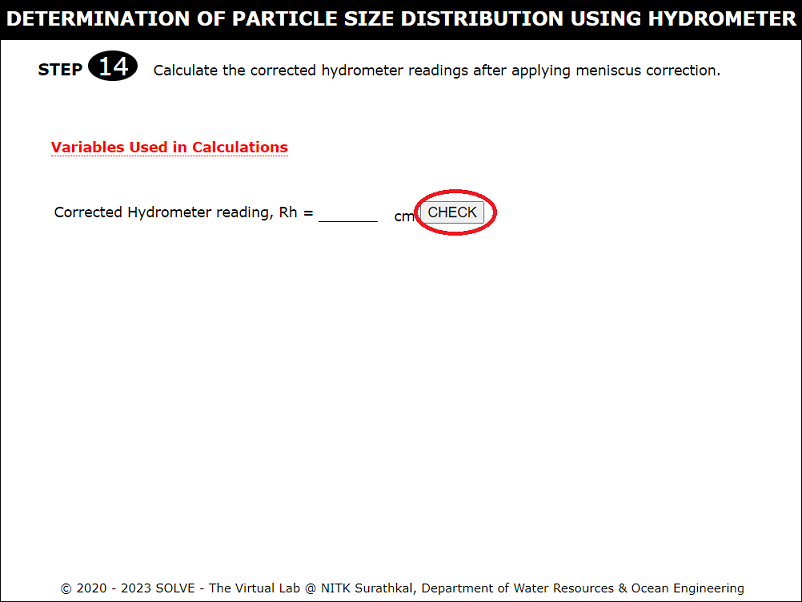 DETERMINATION OF PARTICLE SIZE DISTRIBUTION USING HYDROMETER
STEP 14 Calculate the corrected hydrometer readings after applying meniscus correction.
Variables Used in Calculations
Corrected Hydrometer reading, Rh = _______ cm CHECK
© 2020 - 2023 SOLVE - The Virtual Lab @ NITK Surathkal, Department of Water Resources & Ocean Engineering